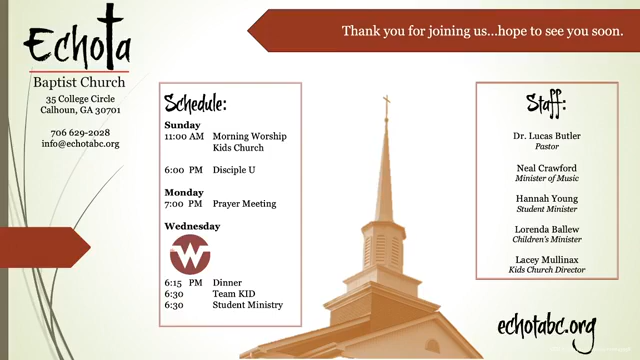 Echota
Baptist Church
35 College Circle
Calhoun, GA 30701
706 629-2028
info@echotabc.org
Thank you for joining us...hope to see you soon.
Schedule:
Sunday
11:00 AM Morning Worship
Kids Church
6:00 PM Disciple U
Monday
7:00 PM Prayer Meeting
Wednesday
W
6:15 PM Dinner
6:30 Team KID
6:30 Student Ministry
Staff:
Dr. Lucas Butler
Pastor
Neal Crawford
Minister of Music
Hannah Young
Student Minister
Lorenda Ballew
Children's Minister
Lacey Mullinax
Kids Church Director
echotabc.org